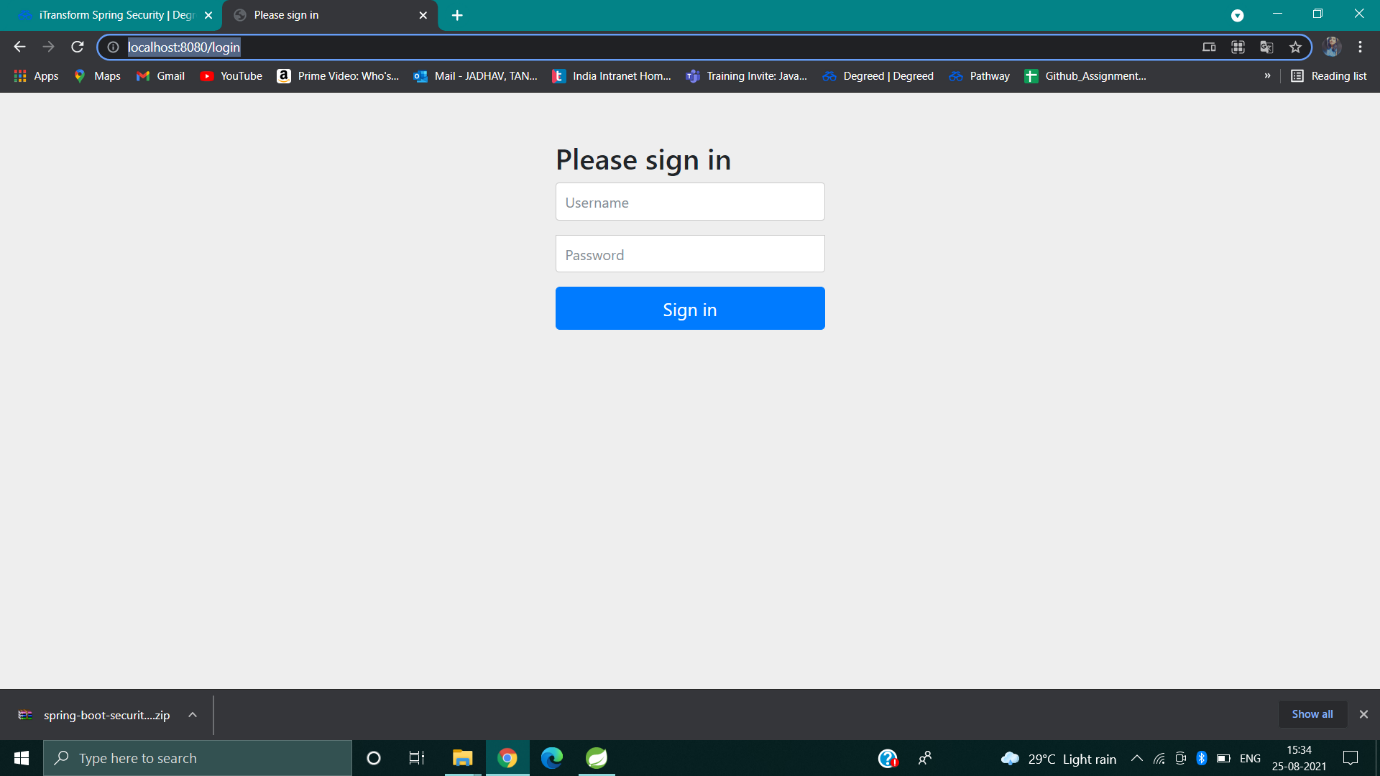 iTransform Spring Security | Degr
Please sign in
localhost:8080/login
Apps
Maps
Gmail
YouTube
Prime Video: Who's...
Mail - JADHAV, TAN...
India Intranet Hom...
Training Invite: Java...
Degreed | Degreed
Pathway
Github_Assignment...
»
Reading list
Please sign in
Username
Password
Sign in
spring-boot-securit....zip
Show all
Type here to search
29°C Light rain
ENG
15:34
25-08-2021